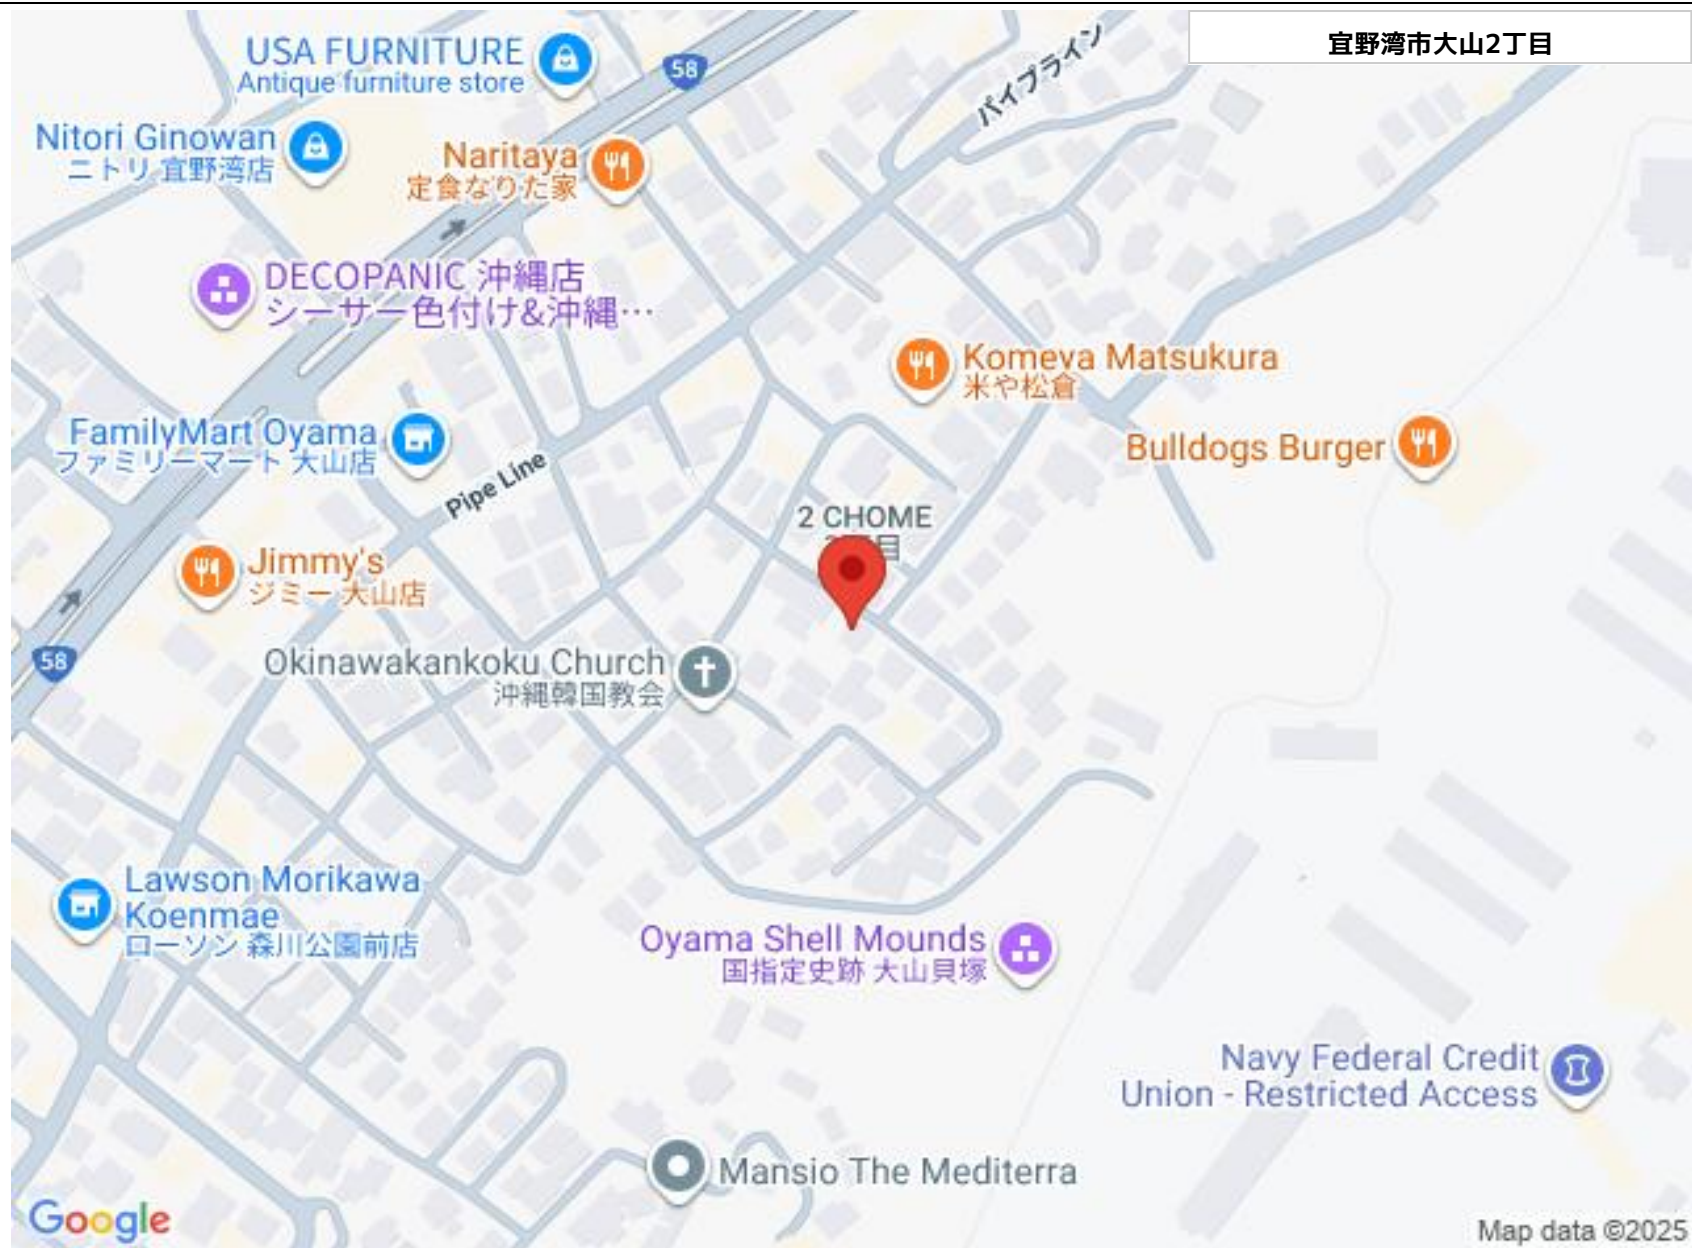 宜野湾市大山2丁目
USA FURNITURE
Antique furniture store
58
パイプライン
Nitori Ginowan
ニトリ 宜野湾店
Naritaya
定食なりた家
DECOPANIC 沖縄店
シーサー色付け&沖縄…
Komeya Matsukura
米や松倉
FamilyMart Oyama
ファミリーマート 大山店
Bulldogs Burger
Pipe Line
2 CHOME
目
Jimmy's
ジミー 大山店
58
Okinawakankoku Church
沖縄韓国教会
Lawson Morikawa
Koenmae
ローソン 森川公園前店
Oyama Shell Mounds
国指定史跡 大山貝塚
Navy Federal Credit
Union - Restricted Access
Mansio The Mediterra
Google
Map data ©2025